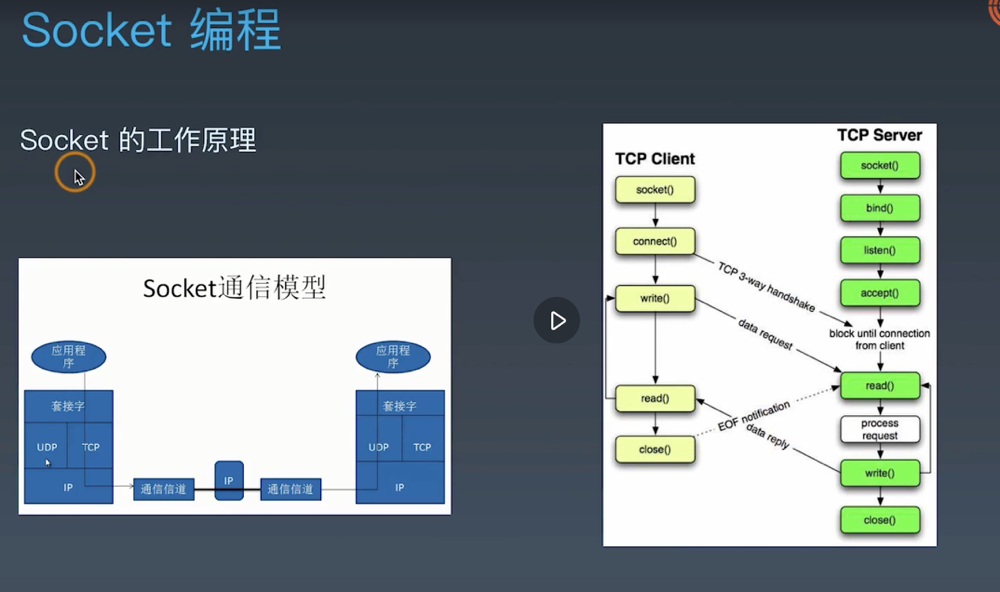 Socket 编程
Socket 的工作原理
Socket通信模型
应用程
序
套接字
UDP
TCP
IP
通信信道
IP
通信信道
应用程
序
套接字
UDP
TCP
IP
TCP Client
socket()
connect()
write()
read()
close()
TCP 3-way handshake
data request
EOF notification
data reply
TCP Server
socket()
bind()
listen()
accept()
block until connection
from client
read()
process
request
write()
close()